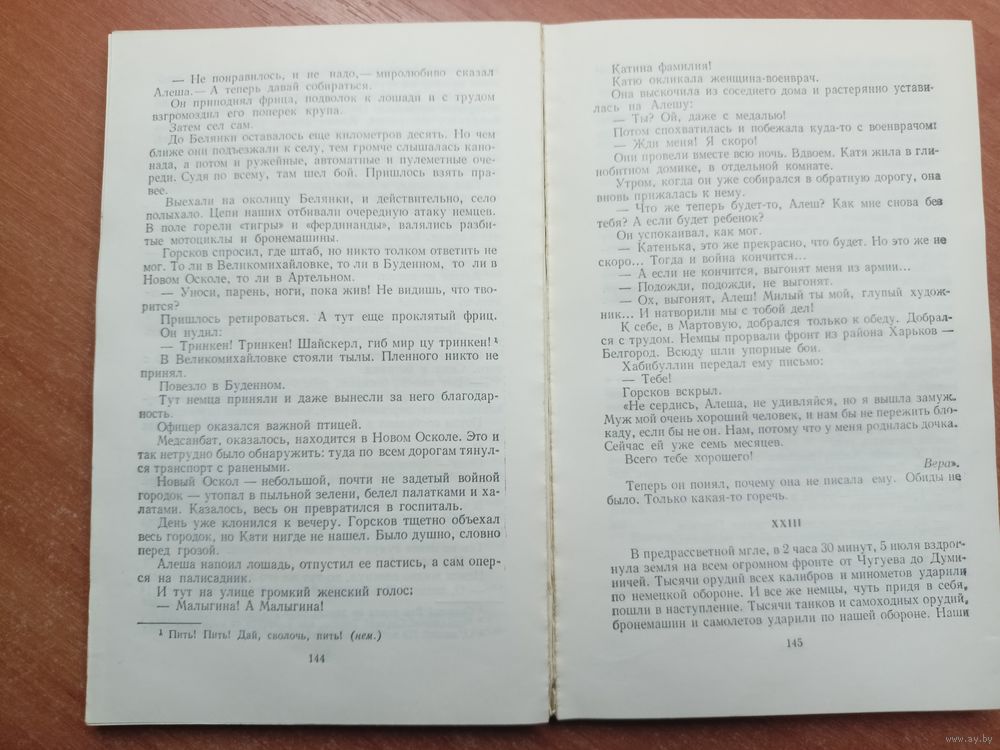 — Не понравилось, и не надо,— миролюбиво сказал
Алеша.— А теперь давай собираться.
Он приподнял фрица, подволок к лошади и с трудом
взгромоздил его поперек крупа.
Затем сел сам.
До Белянки оставалось еще километров десять. Но чем
ближе они подъезжали к селу, тем громче слышалась кано-
нада, а потом и ружейные, автоматные и пулеметные оче-
реди. Судя по всему, там шел бой. Пришлось взять пра-
вее.
Выехали на околицу Белянки, и действительно, село
полыхало. Цепи наших отбивали очередную атаку немцев.
В поле горели «тигры» и «фердинанды», валялись разби-
тые мотоциклы и бронемашины.
Горсков спросил, где штаб, но никто толком ответить не
мог. То ли в Великомихайловке, то ли в Буденном, то ли в
Новом Осколе, то ли в Артельном.
— Уноси, парень, ноги, пока жив! Не видишь, что тво-
рится?
Пришлось ретироваться. А тут еще проклятый фриц.
Он нудил:
— Тринкен! Тринкен! Шайскерл, гиб мир цу тринкен! ¹
В Великомихайловке стояли тылы. Пленного никто не
принял.
Повезло в Буденном.
Тут немца приняли и даже вынесли за него благодар-
ность.
Офицер оказался важной птицей.
Медсанбат, оказалось, находится в Новом Осколе. Это и
так нетрудно было обнаружить: туда по всем дорогам тянул-
ся транспорт с ранеными.
Новый Оскол — небольшой, почти не задетый войной
городок — утопал в пыльной зелени, белел палатками и ха-
латами. Казалось, весь он превратился в госпиталь.
День уже клонился к вечеру. Горсков тщетно объехал
весь городок, но Кати нигде не нашел. Было душно, словно
перед грозой.
Алеша напоил лошадь, отпустил ее пастись, а сам опер-
ся на палисадник.
И тут на улице громкий женский голос:
— Малыгина! А Малыгина!
¹ Пить! Пить! Дай, сволочь, пить! (нем.)
144
Катина фамилия!
Катю окликала женщина-военврач.
Она выскочила из соседнего дома и растерянно устави-
лась на Алешу:
— Ты? Ой, даже с медалью!
Потом спохватилась и побежала куда-то с военврачом:
— Жди меня! Я скоро!
Они провели вместе всю ночь. Вдвоем. Катя жила в гли-
нобитном домике, в отдельной комнате.
Утром, когда он уже собирался в обратную дорогу, она
вновь прижалась к нему.
— Что же теперь будет-то, Алеш? Как мне снова без
тебя? А если будет ребенок?
Он успокаивал, как мог.
— Катенька, это же прекрасно, что будет. Но это же не
скоро... Тогда и война кончится...
— А если не кончится, выгонят меня из армии...
— Подожди, подожди, не выгонят.
— Ох, выгонят, Алеш! Милый ты мой, глупый худож-
ник... И натворили мы с тобой дел!
К себе, в Мартовую, добрался только к обеду. Добрал-
ся с трудом. Немцы прорвали фронт из района Харьков —
Белгород. Всюду шли упорные бои.
Хабибуллин передал ему письмо:
— Тебе!
Горсков вскрыл.
«Не сердись, Алеша, не удивляйся, но я вышла замуж.
Муж мой очень хороший человек, и нам бы не пережить бло-
каду, если бы не он. Нам, потому что у меня родилась дочка.
Сейчас ей уже семь месяцев.
Всего тебе хорошего!
Вера».
Теперь он понял, почему она не писала ему. Обиды не
было. Только какая-то горечь.
XXIII
В предрассветной мгле, в 2 часа 30 минут, 5 июля вздрог-
нула земля на всем огромном фронте от Чугуева до Думи-
ничей. Тысячи орудий всех калибров и минометов ударили
по немецкой обороне. И все же немцы, чуть придя в себя,
пошли в наступление. Тысячи танков и самоходных орудий,
бронемашин и самолетов ударили по нашей обороне. Наши
145
www.ay.by